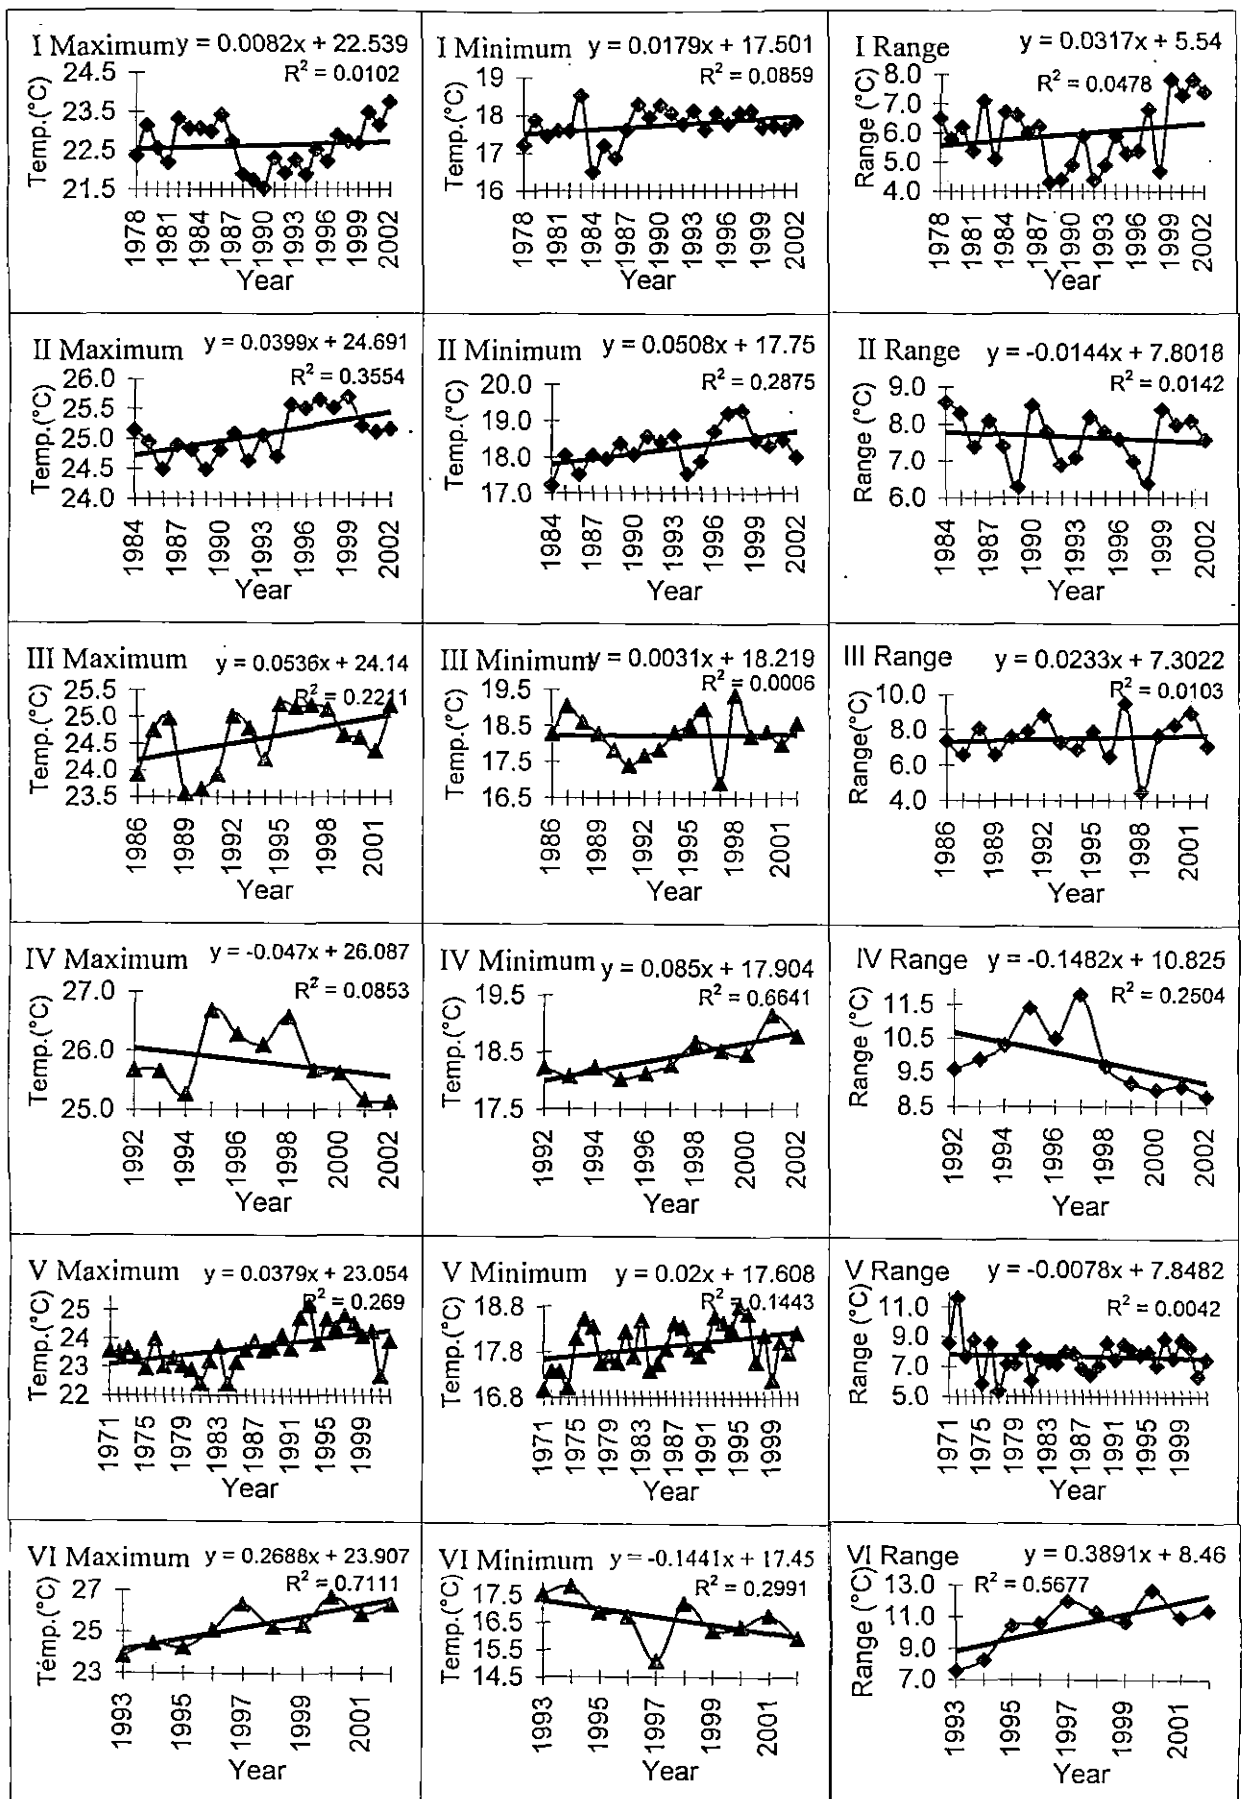 I Maximum y = 0.0082x + 22.539
R² = 0.0102
Temp.(°C)
24.5
23.5
22.5
21.5
1978 1981 1984 1987 1990 1993 1996 1999 2002
Year
I Minimum y = 0.0179x + 17.501
R² = 0.0859
Temp.(°C)
19
18
17
16
1978 1981 1984 1987 1990 1993 1996 1999 2002
Year
I Range y = 0.0317x + 5.54
R² = 0.0478
Range (°C)
8.0
7.0
6.0
5.0
4.0
1978 1981 1984 1987 1990 1993 1996 1999 2002
Year
II Maximum y = 0.0399x + 24.691
R² = 0.3554
Temp.(°C)
26.0
25.5
25.0
24.5
24.0
1984 1987 1990 1993 1996 1999 2002
Year
II Minimum y = 0.0508x + 17.75
R² = 0.2875
Temp.(°C)
20.0
19.0
18.0
17.0
1984 1987 1990 1993 1996 1999 2002
Year
II Range y = -0.0144x + 7.8018
R² = 0.0142
Range (°C)
9.0
8.0
7.0
6.0
1984 1987 1990 1993 1996 1999 2002
Year
III Maximum y = 0.0536x + 24.14
R² = 0.2211
Temp.(°C)
25.5
25.0
24.5
24.0
23.5
1986 1989 1992 1995 1998 2001
Year
III Minimum y = 0.0031x + 18.219
R² = 0.0006
Temp.(°C)
19.5
18.5
17.5
16.5
1986 1989 1992 1995 1998 2001
Year
III Range y = 0.0233x + 7.3022
R² = 0.0103
Range(°C)
10.0
8.0
6.0
4.0
1986 1989 1992 1995 1998 2001
Year
IV Maximum y = -0.047x + 26.087
R² = 0.0853
Temp.(°C)
27.0
26.0
25.0
1992 1994 1996 1998 2000 2002
Year
IV Minimum y = 0.085x + 17.904
R² = 0.6641
Temp.(°C)
19.5
18.5
17.5
1992 1994 1996 1998 2000 2002
Year
IV Range y = -0.1482x + 10.825
R² = 0.2504
Range (°C)
11.5
10.5
9.5
8.5
1992 1994 1996 1998 2000 2002
Year
V Maximum y = 0.0379x + 23.054
R² = 0.269
Temp.(°C)
25
24
23
22
1971 1975 1979 1983 1987 1991 1995 1999
Year
V Minimum y = 0.02x + 17.608
R² = 0.1443
Temp.(°C)
18.8
17.8
16.8
1971 1975 1979 1983 1987 1991 1995 1999
Year
V Range y = -0.0078x + 7.8482
R² = 0.0042
Range (°C)
11.0
9.0
7.0
5.0
1971 1975 1979 1983 1987 1991 1995 1999
Year
VI Maximum y = 0.2688x + 23.907
R² = 0.7111
Temp.(°C)
27
25
23
1993 1995 1997 1999 2001
Year
VI Minimum y = -0.1441x + 17.45
R² = 0.2991
Temp.(°C)
17.5
16.5
15.5
14.5
1993 1995 1997 1999 2001
Year
VI Range y = 0.3891x + 8.46
R² = 0.5677
Range (°C)
13.0
11.0
9.0
7.0
1993 1995 1997 1999 2001
Year